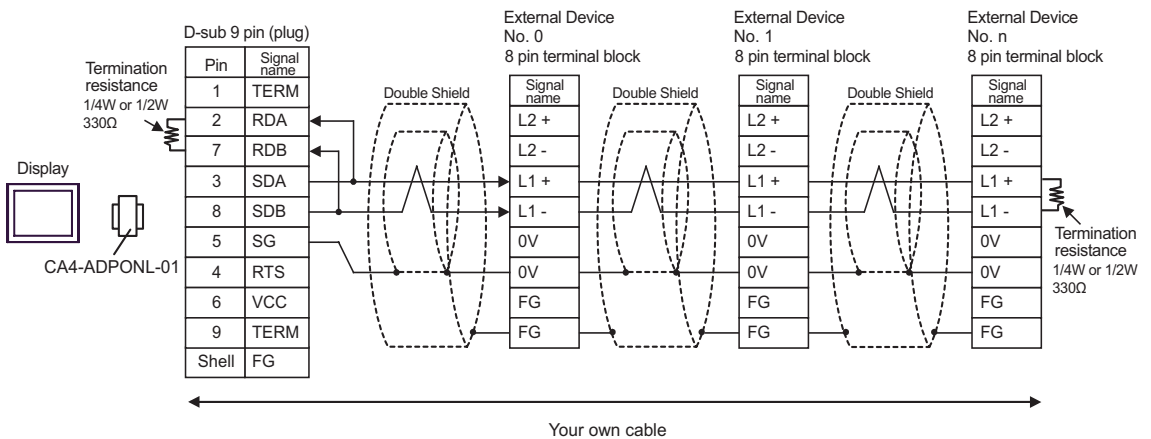 D-sub 9 pin (plug)
Pin Signal name
1 TERM
2 RDA
7 RDB
3 SDA
8 SDB
5 SG
4 RTS
6 VCC
9 TERM
Shell FG
Termination
resistance
1/4W or 1/2W
330Ω
Display
CA4-ADPONL-01
Double Shield
External Device
No. 0
8 pin terminal block
Signal
name
L2 +
L2 -
L1 +
L1 -
0V
0V
FG
FG
Double Shield
External Device
No. 1
8 pin terminal block
Signal
name
L2 +
L2 -
L1 +
L1 -
0V
0V
FG
FG
Double Shield
External Device
No. n
8 pin terminal block
Signal
name
L2 +
L2 -
L1 +
L1 -
0V
0V
FG
FG
Termination
resistance
1/4W or 1/2W
330Ω
Your own cable